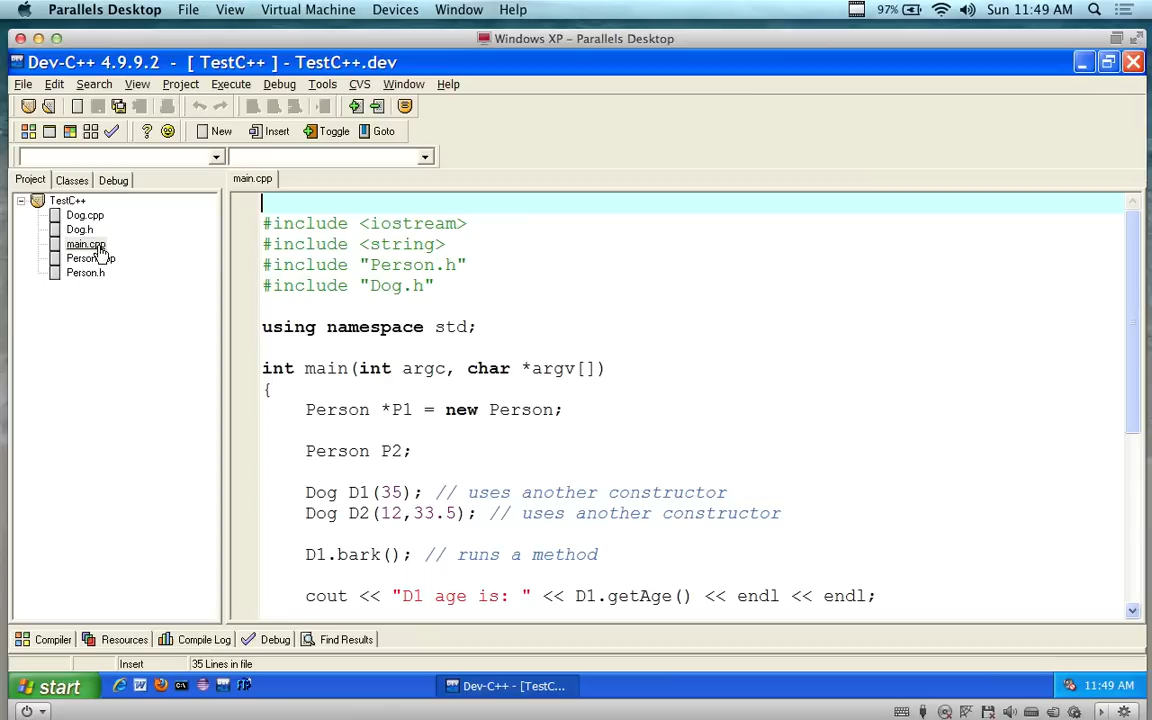 Parallels Desktop File View Virtual Machine Devices Window Help 97% Sun 11:49 AM
Windows XP – Parallels Desktop
Dev-C++ 4.9.9.2 - [ TestC++ ] - TestC++.dev
File Edit Search View Project Execute Debug Tools CVS Window Help
New Insert Toggle Goto
Project Classes Debug
main.cpp
TestC++
Dog.cpp
Dog.h
main.cpp
Person.h
#include <iostream>
#include <string>
#include "Person.h"
#include "Dog.h"
using namespace std;
int main(int argc, char *argv[])
{
Person *P1 = new Person;
Person P2;
Dog D1(35); // uses another constructor
Dog D2(12,33.5); // uses another constructor
D1.bark(); // runs a method
cout << "D1 age is: " << D1.getAge() << endl << endl;
Compiler Resources Compile Log Debug Find Results
Insert 35 Lines in file
start Dev-C++ - [TestC... 11:49 AM